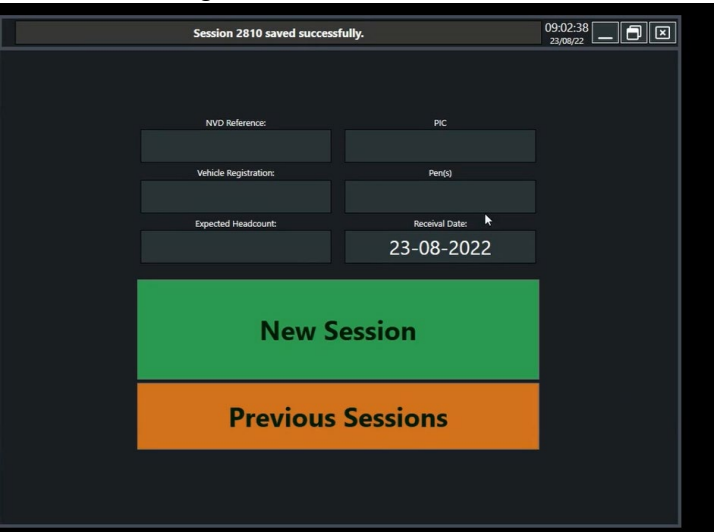 Session 2810 saved successfully.
09:02:38
23/08/22
NVD Reference:
PIC
Vehicle Registration:
Pen(s)
Expected Headcount:
Receival Date:
23-08-2022
New Session
Previous Sessions